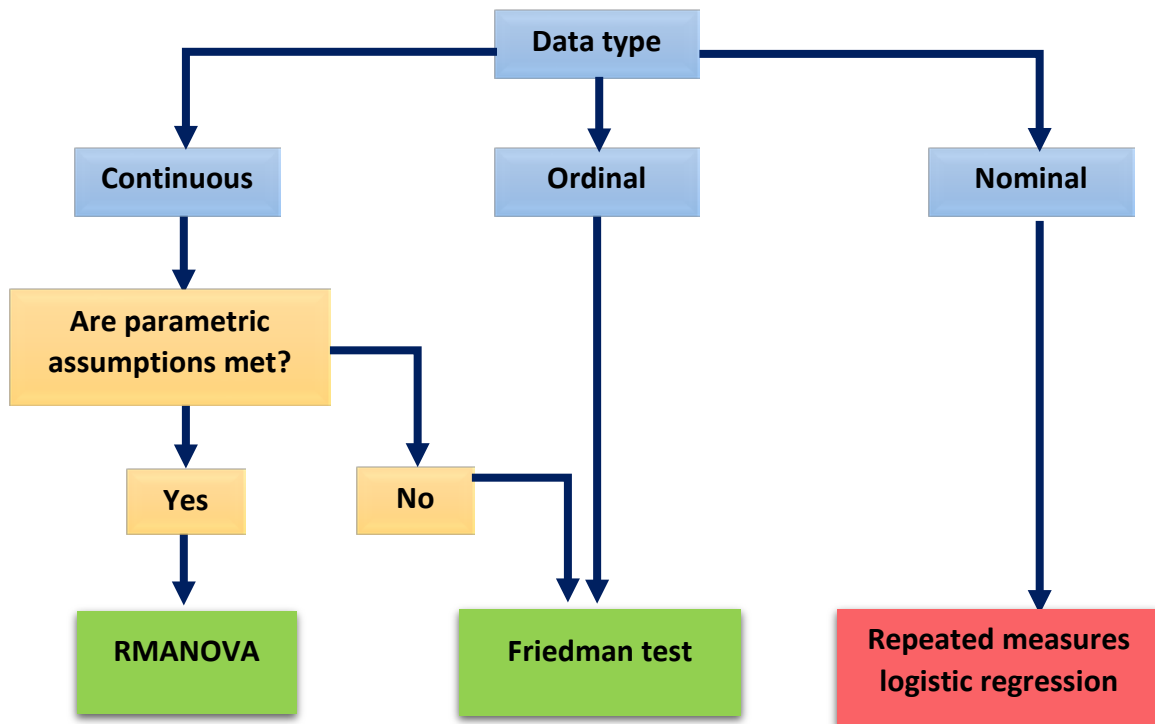 Data type
Continuous
Ordinal
Nominal
Are parametric
assumptions met?
Yes
No
RMANOVA
Friedman test
Repeated measures
logistic regression